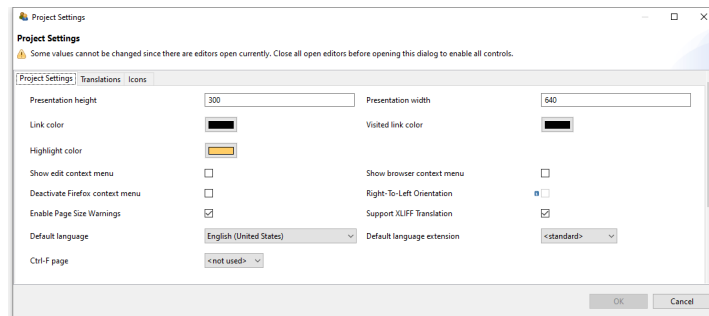 Project Settings
Project Settings
Some values cannot be changed since there are editors open currently. Close all open editors before opening this dialog to enable all controls.
Project Settings Translations Icons
Presentation height 300 Presentation width 640
Link color Visited link color
Highlight color
Show edit context menu Show browser context menu
Deactivate Firefox context menu Right-To-Left Orientation
Enable Page Size Warnings Support XLIFF Translation
Default language English (United States) Default language extension <standard>
Ctrl-F page <not used>
OK Cancel